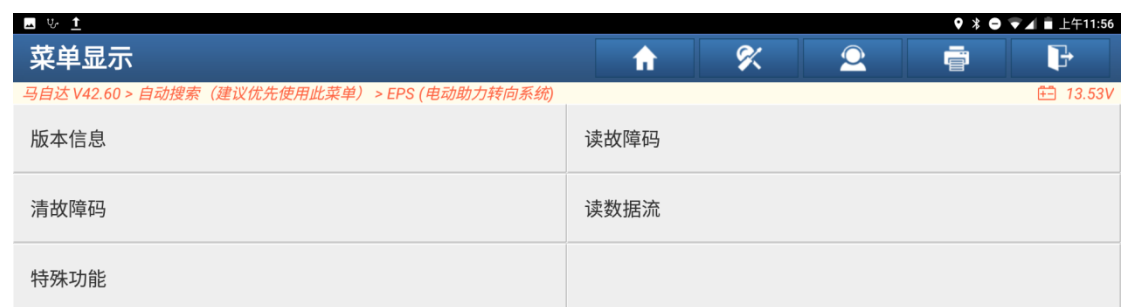 上午11:56
菜单显示
马自达 V42.60 > 自动搜索（建议优先使用此菜单）> EPS (电动助力转向系统) 13.53V
版本信息 读故障码
清故障码 读数据流
特殊功能